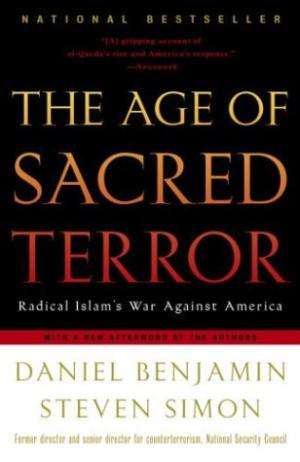 NATIONAL BESTSELLER
"[A] gripping account of
al-Qaeda's rise and America's response."
—Newsweek
THE AGE OF
SACRED
TERROR
Radical Islam's War Against America
WITH A NEW AFTERWORD BY THE AUTHORS
DANIEL BENJAMIN
STEVEN SIMON
Former director and senior director for counterterrorism, National Security Council